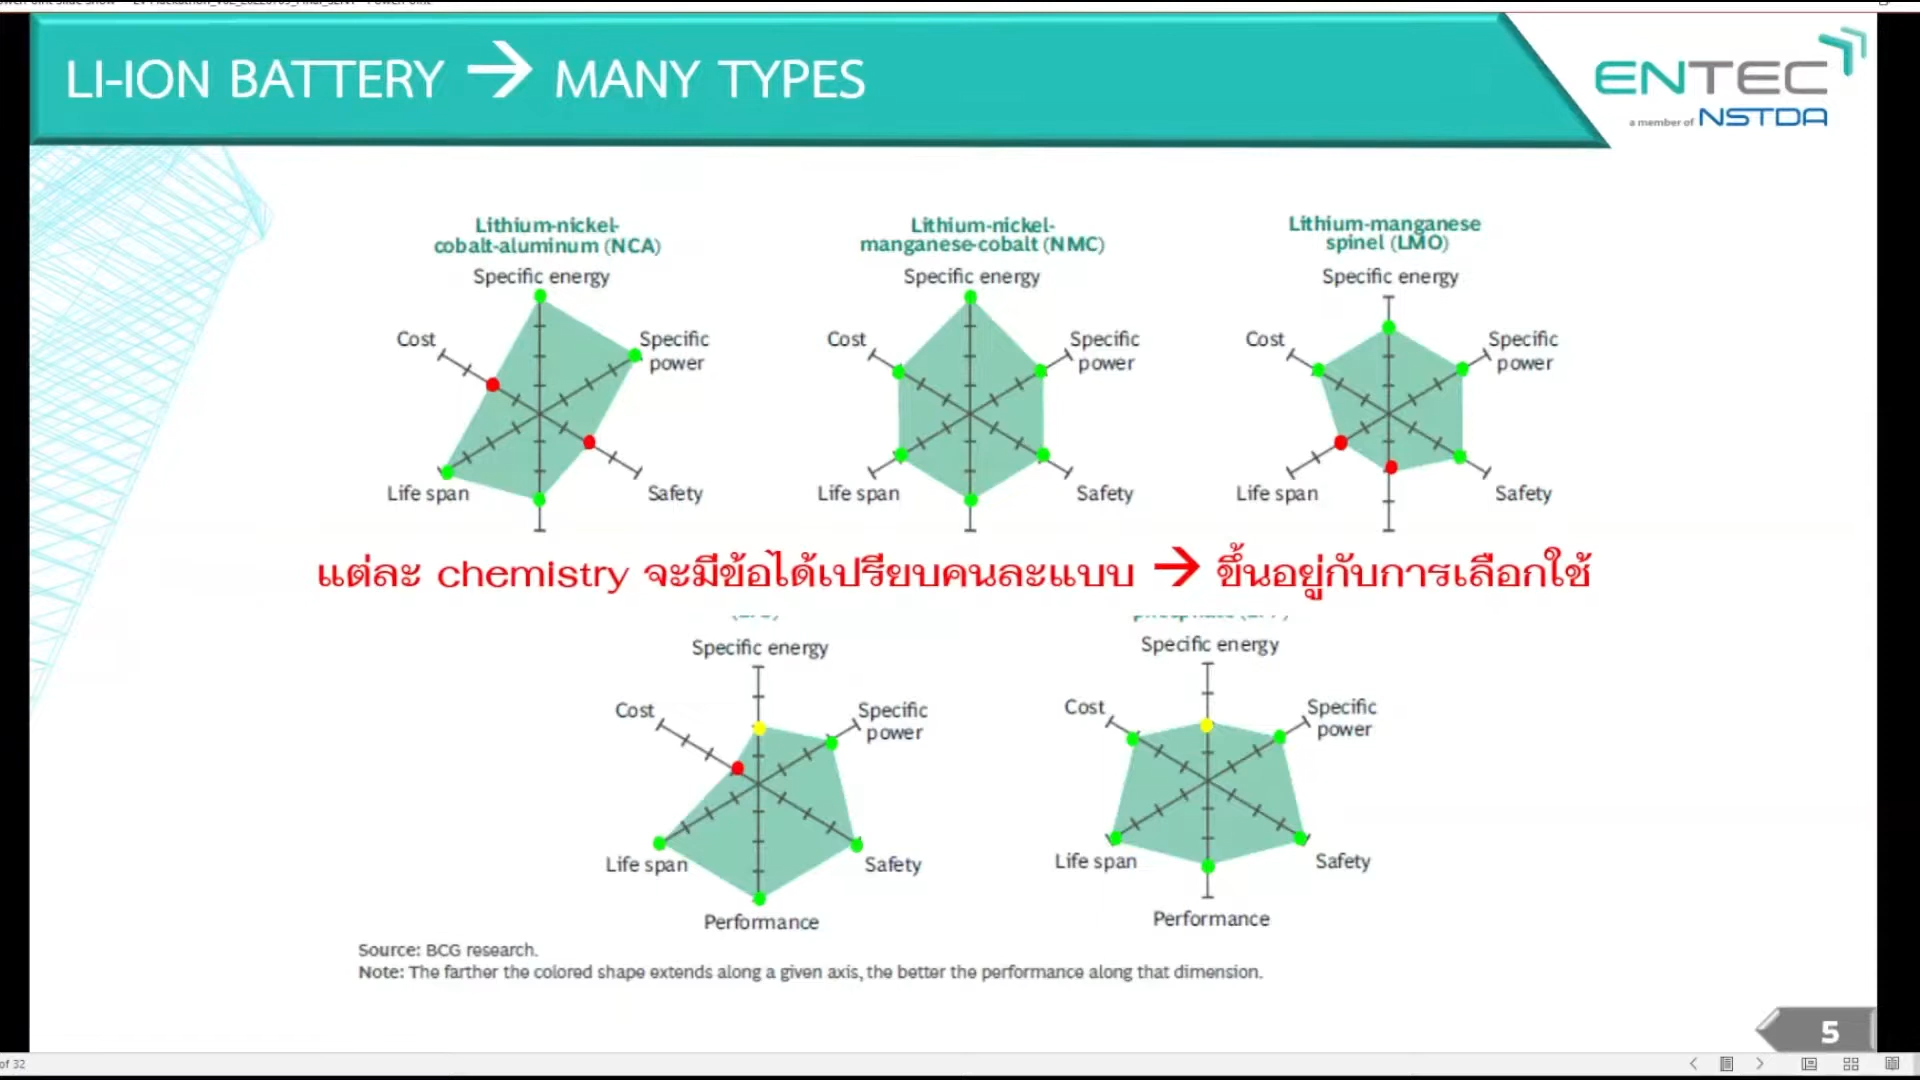 LI-ION BATTERY → MANY TYPES
ENTEC
a member of NSTDA
Lithium-nickel-
cobalt-aluminum (NCA)
Specific energy
Cost
Specific
power
Life span
Safety
Lithium-nickel-
manganese-cobalt (NMC)
Specific energy
Cost
Specific
power
Life span
Safety
Lithium-manganese
spinel (LMO)
Specific energy
Cost
Specific
power
Life span
Safety
แต่ละ chemistry จะมีข้อได้เปรียบคนละแบบ → ขึ้นอยู่กับการเลือกใช้
Specific energy
Cost
Specific
power
Life span
Safety
Performance
Specific energy
Cost
Specific
power
Life span
Safety
Performance
Source: BCG research.
Note: The farther the colored shape extends along a given axis, the better the performance along that dimension.
5
of 32